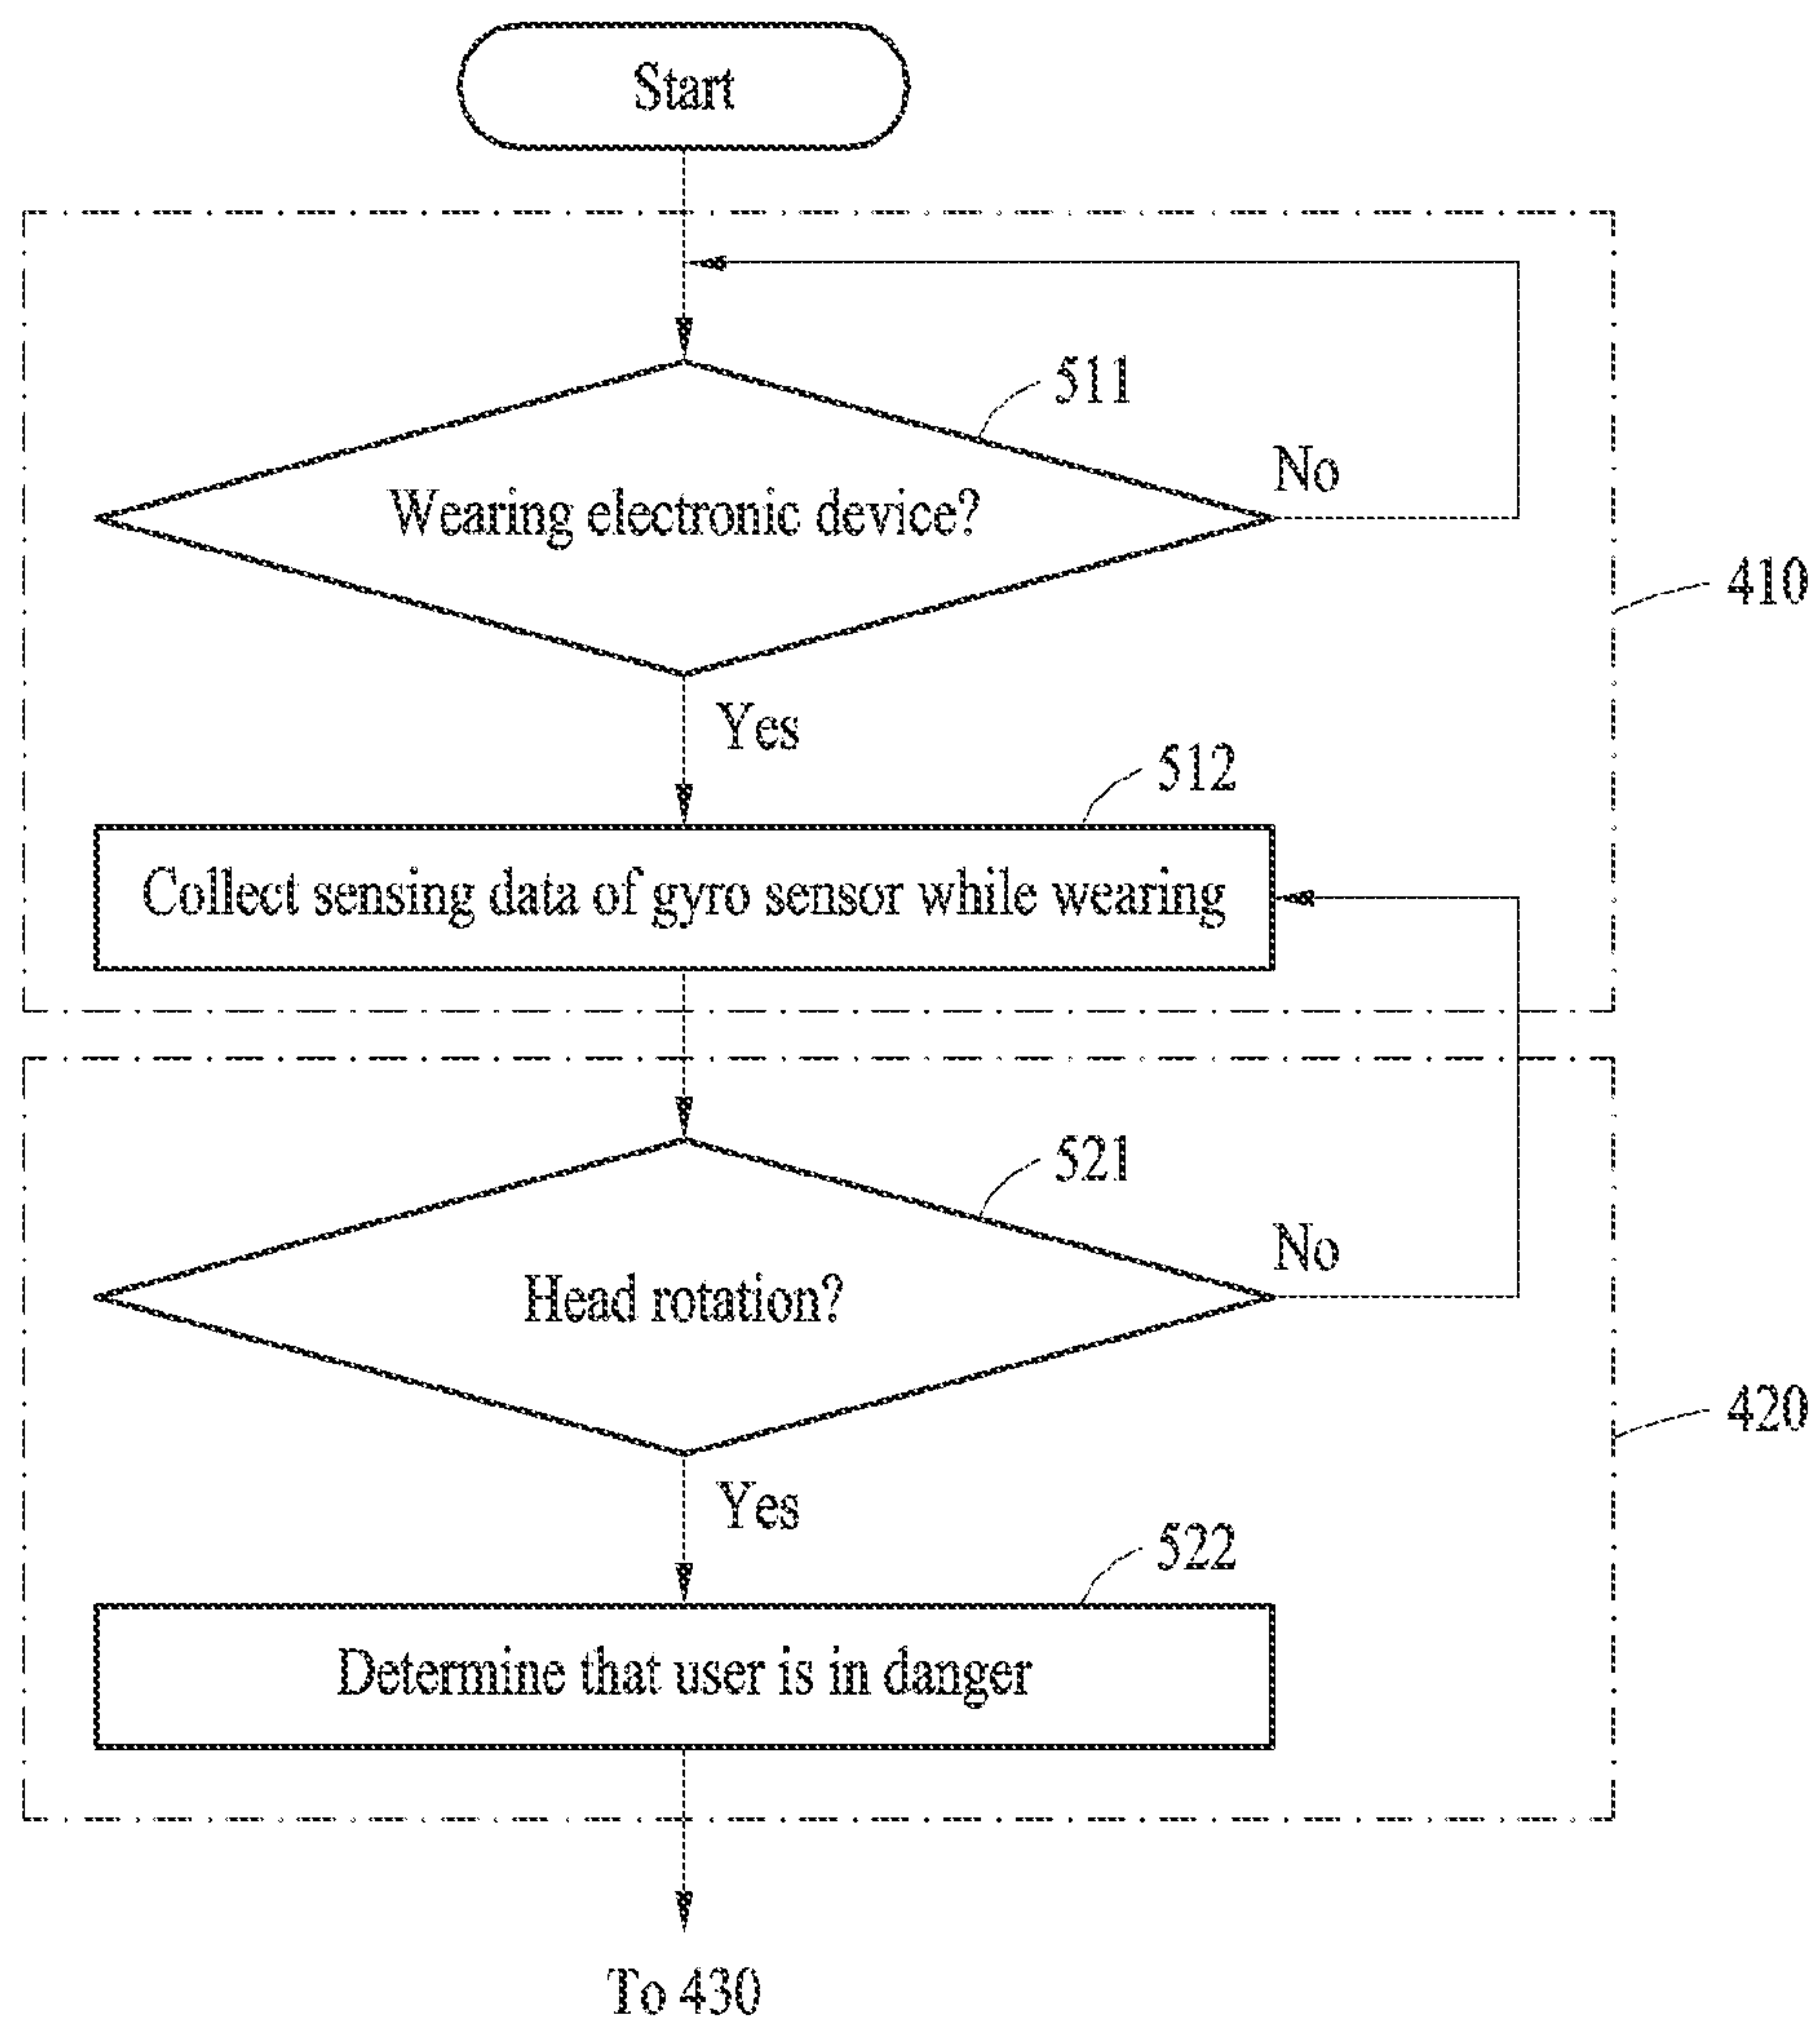 Start
511
Wearing electronic device?
No
410
Yes
512
Collect sensing data of gyro sensor while wearing
521
Head rotation?
No
420
Yes
522
Determine that user is in danger
To 430